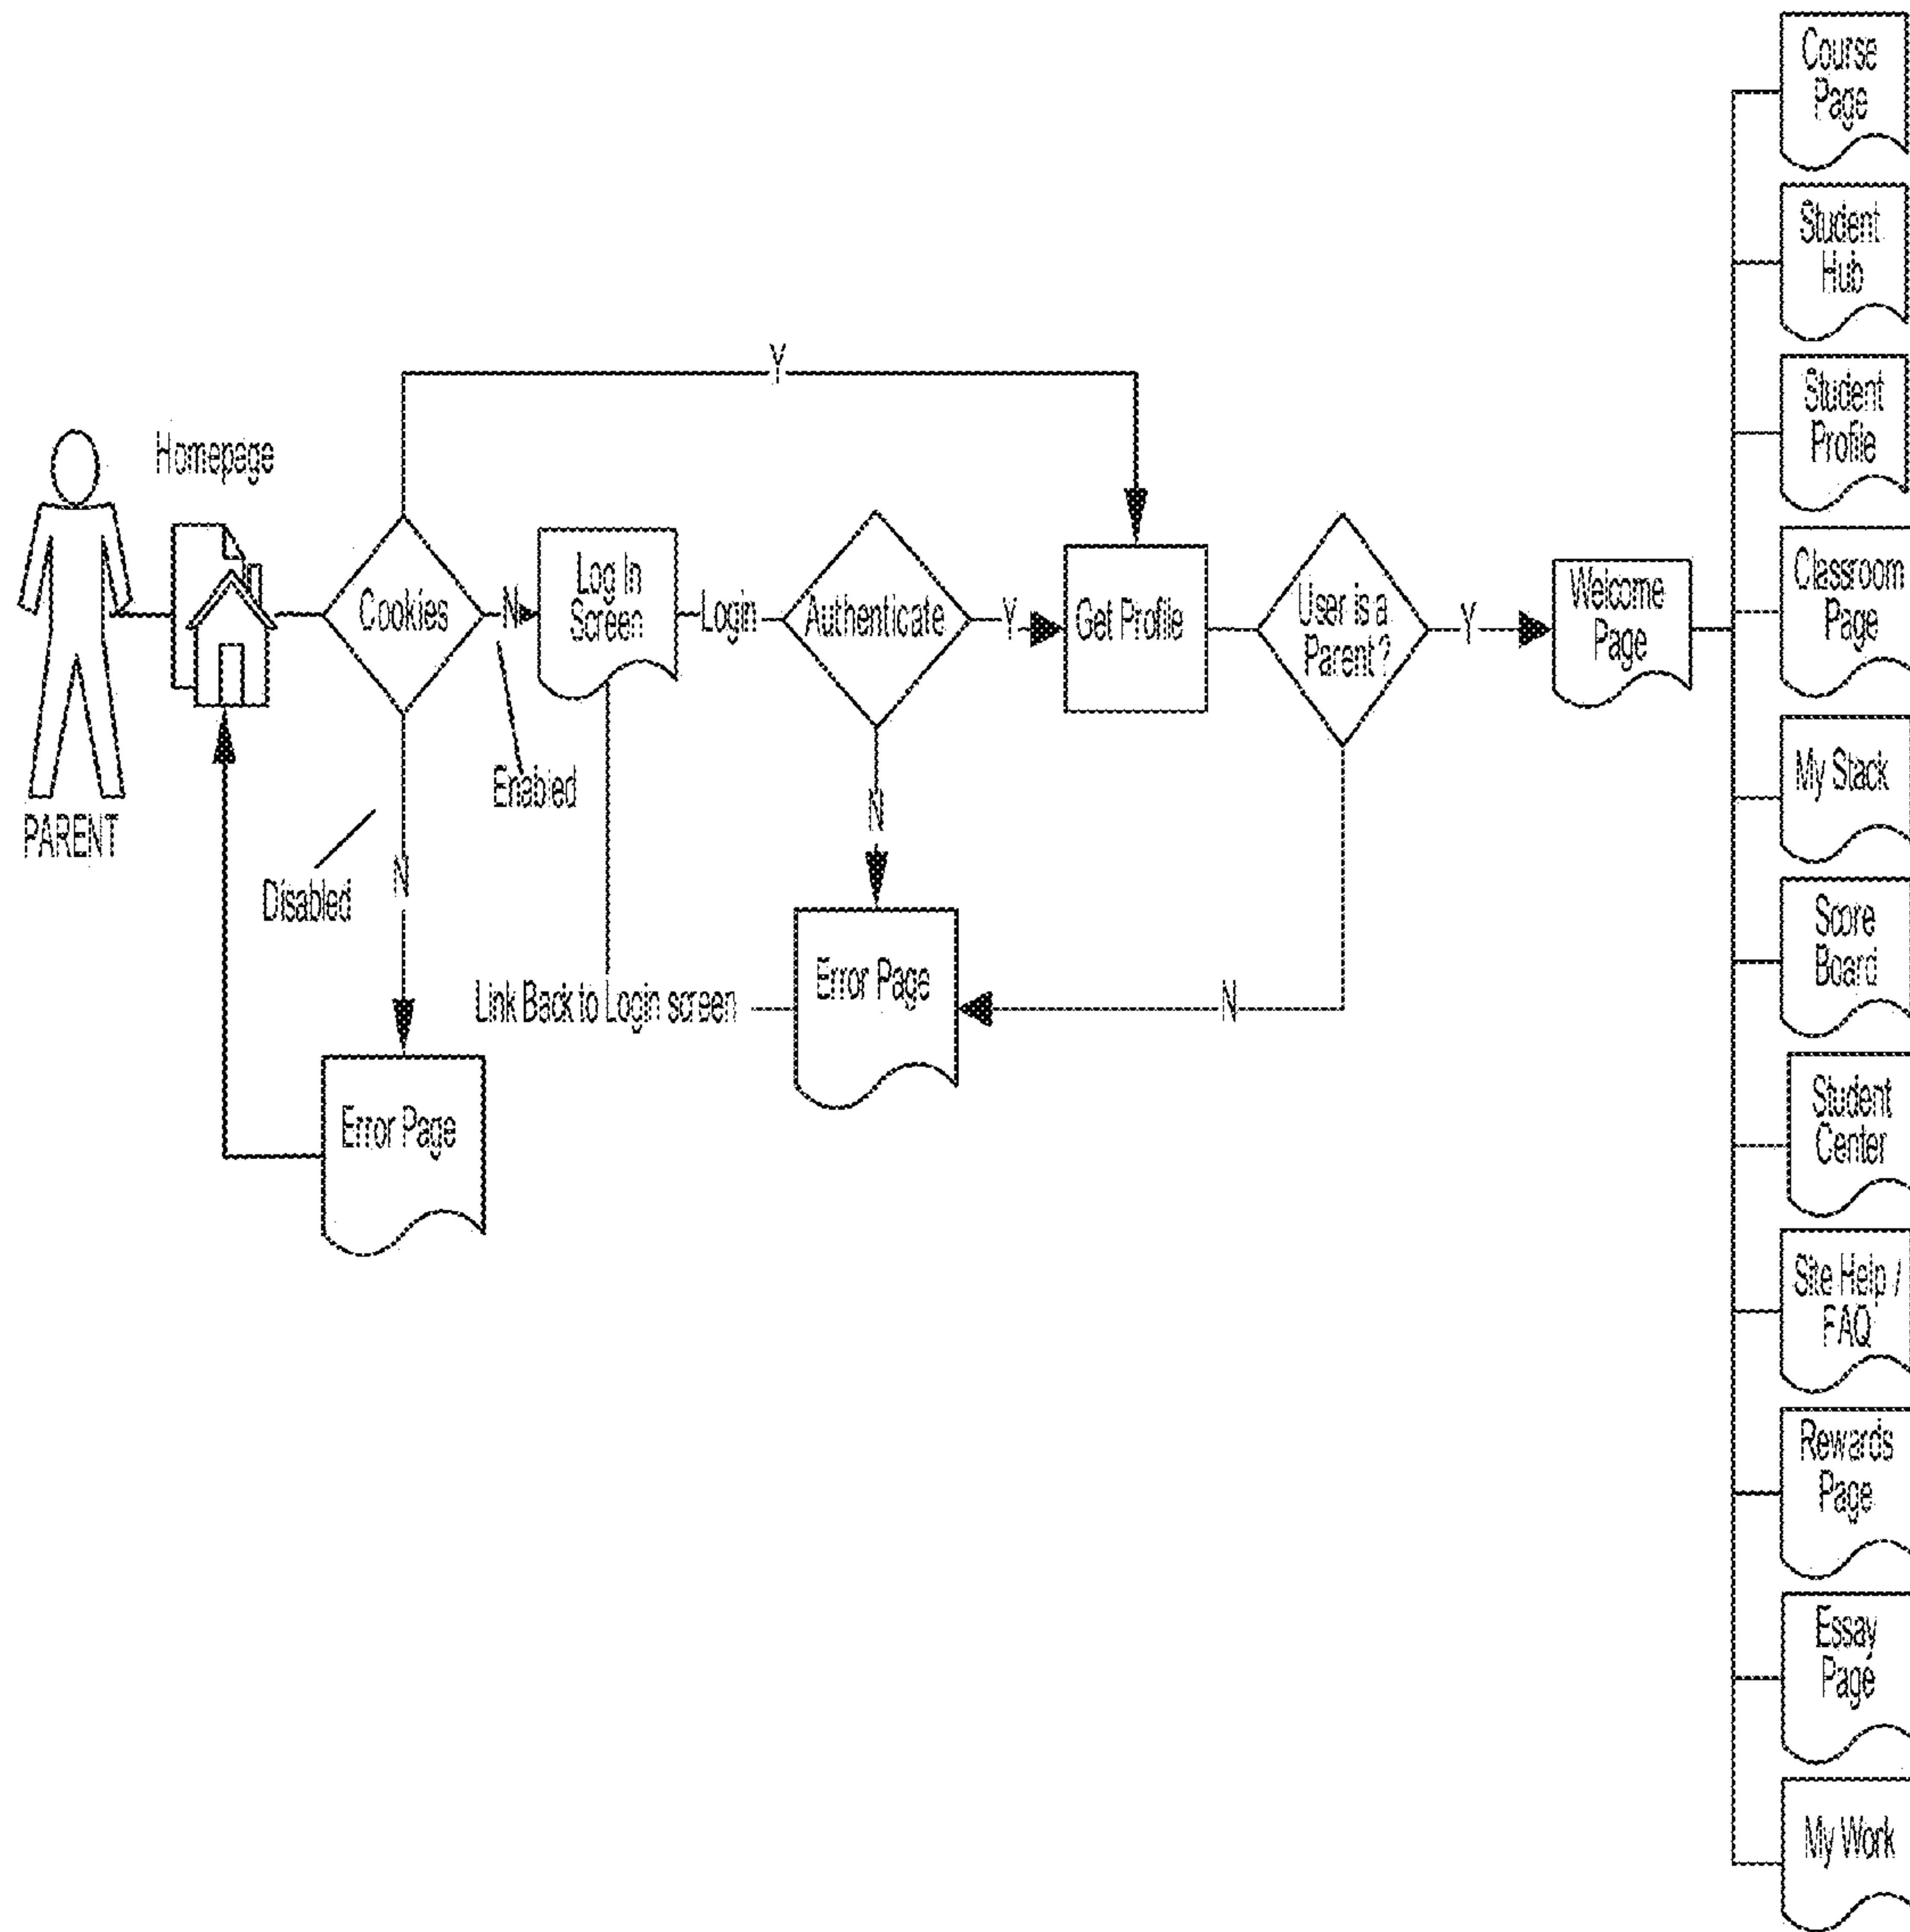 Course
Page
Student
Hub
Y
Student
Profile
Homepage
Log In
Screen
Classroom
Page
Cookies
N
Login
Authenticate
Y
Get Profile
User is a
Parent?
Y
Welcome
Page
Enabled
My Stack
PARENT
N
Disabled
N
Score
Board
Error Page
Link Back to Login screen
N
Student
Center
Error Page
Site Help /
FAQ
Rewards
Page
Essay
Page
My Work